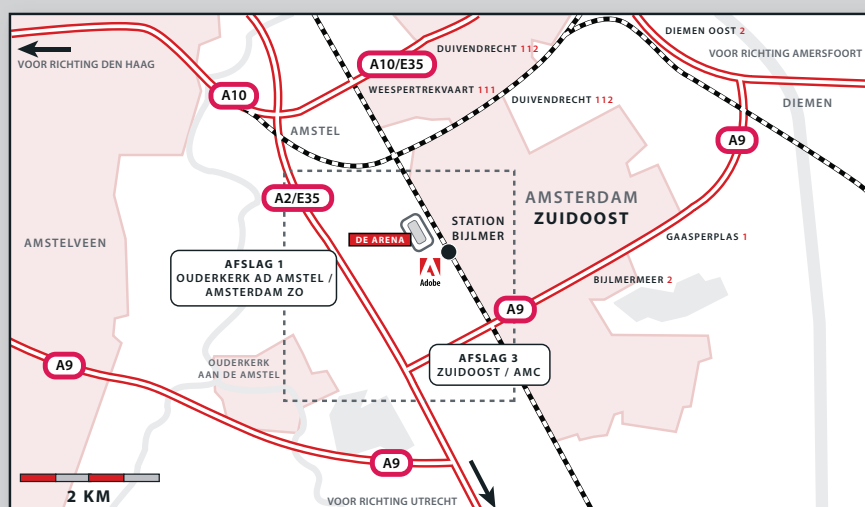 DIEMEN OOST 2
DUIVENDRECHT 112
VOOR RICHTING AMERSFOORT
VOOR RICHTING DEN HAAG
A10/E35
A10
WEESPERTREKVAART 111
DUIVENDRECHT 112
DIEMEN
AMSTEL
A9
A2/E35
AMSTERDAM
ZUIDOOST
STATION
BIJLMER
DE ARENA
AMSTELVEEN
GAASPERPLAS 1
AFSLAG 1
OUDERKERK AD AMSTEL /
AMSTERDAM ZO
Adobe
BIJLMERMEER 2
A9
AFSLAG 3
ZUIDOOST / AMC
A9
OUDERKERK
AAN DE AMSTEL
A9
2 KM
VOOR RICHTING UTRECHT